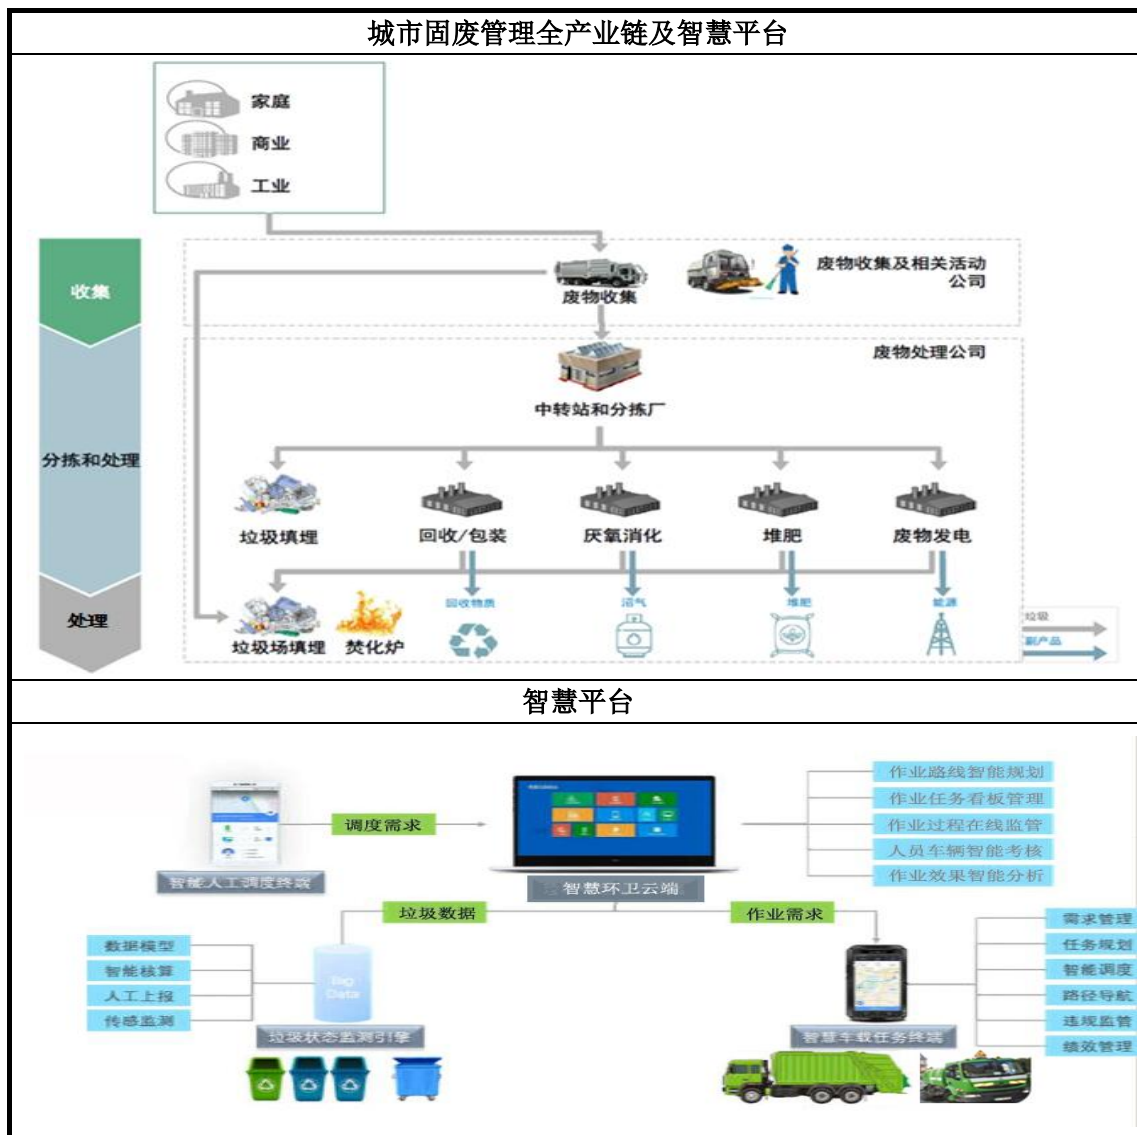 城市固废管理全产业链及智慧平台
家庭
商业
工业
收集
废物收集
废物收集及相关活动
公司
废物处理公司
中转站和分拣厂
分拣和处理
垃圾填埋
回收/包装
厌氧消化
堆肥
废物发电
处理
垃圾场填埋
焚化炉
回收物质
沼气
堆肥
能源
垃圾
副产品
智慧平台
调度需求
智能人工调度终端
智慧环卫云端
作业路线智能规划
作业任务看板管理
作业过程在线监管
人员车辆智能考核
作业效果智能分析
垃圾数据
作业需求
数据模型
智能核算
人工上报
传感监测
Big
Data
垃圾状态监测引擎
智慧车载任务终端
需求管理
任务规划
智能调度
路径导航
违规监管
绩效管理